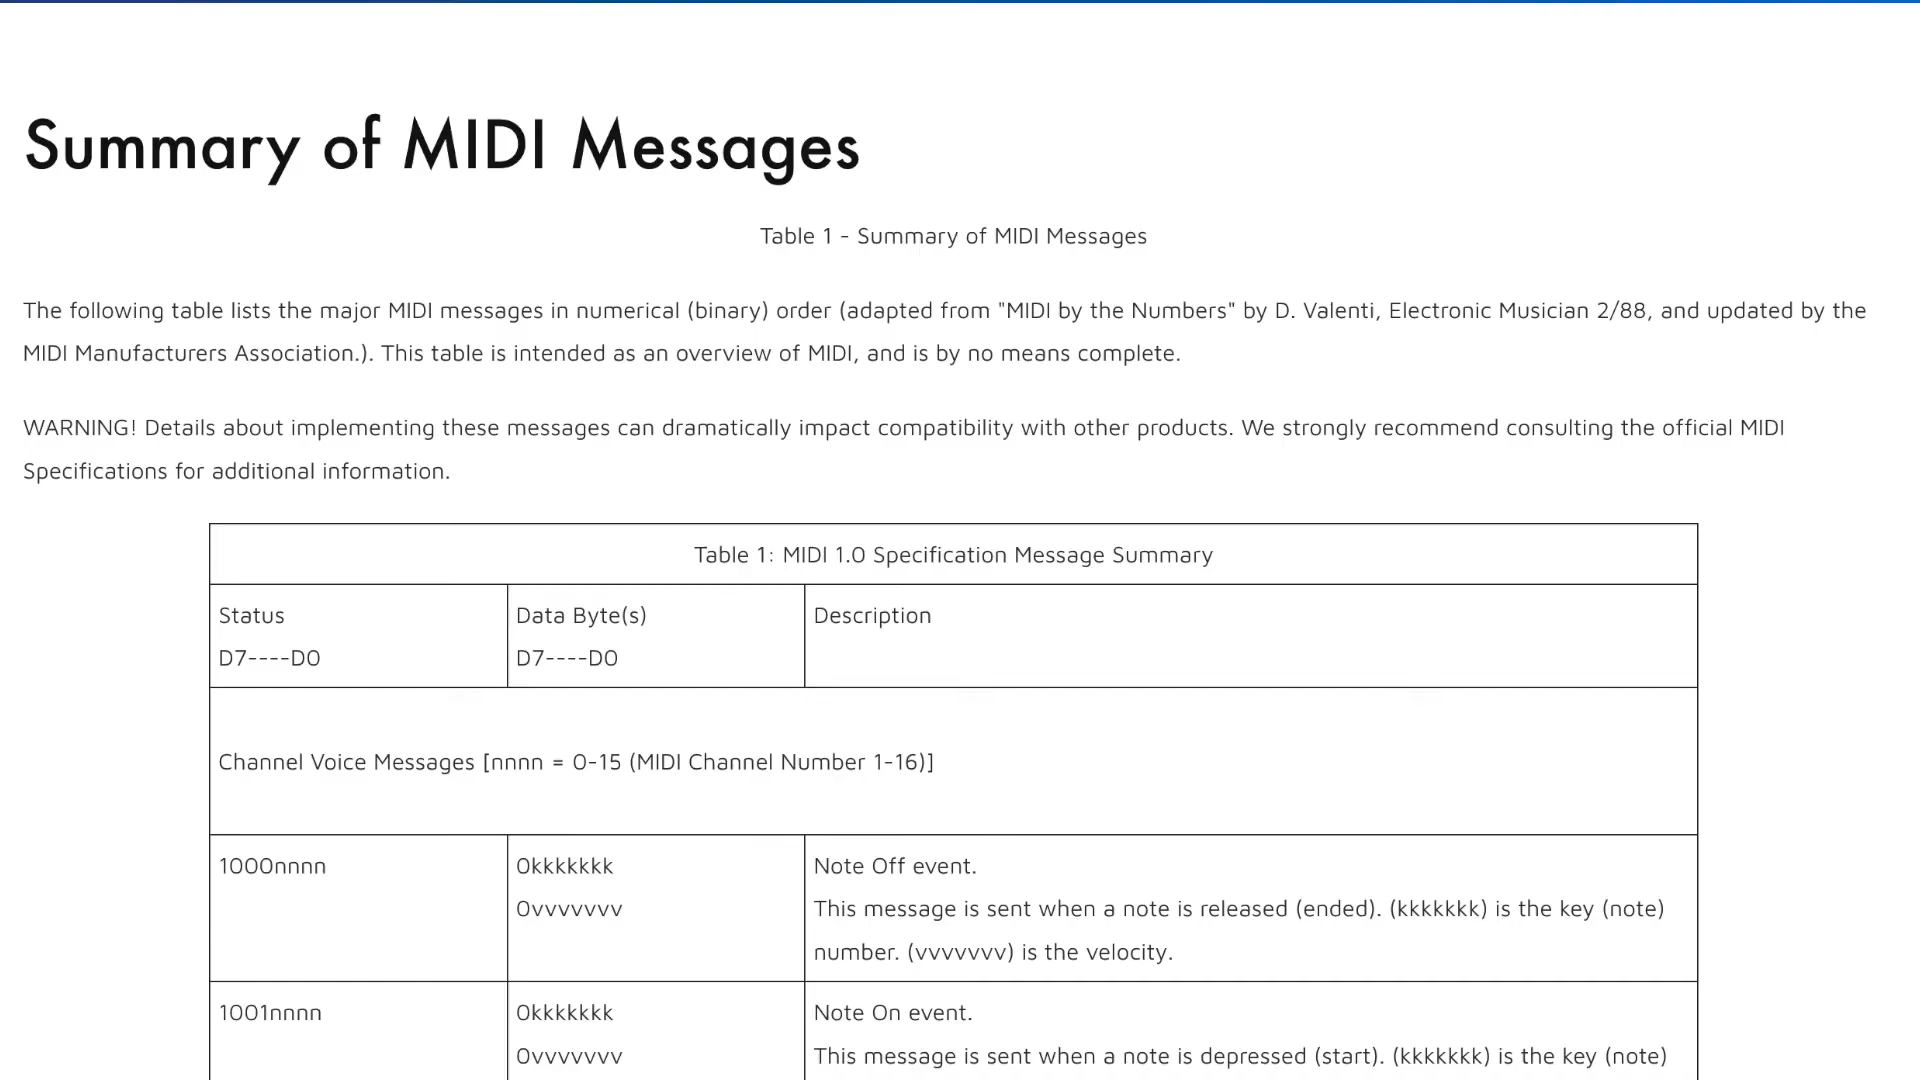 Summary of MIDI Messages
Table 1 - Summary of MIDI Messages
The following table lists the major MIDI messages in numerical (binary) order (adapted from "MIDI by the Numbers" by D. Valenti, Electronic Musician 2/88, and updated by the
MIDI Manufacturers Association.). This table is intended as an overview of MIDI, and is by no means complete.
WARNING! Details about implementing these messages can dramatically impact compatibility with other products. We strongly recommend consulting the official MIDI
Specifications for additional information.
Table 1: MIDI 1.0 Specification Message Summary
Status
D7----D0
Data Byte(s)
D7----D0
Description
Channel Voice Messages [nnnn = 0-15 (MIDI Channel Number 1-16)]
1000nnnn
0kkkkkkk
0vvvvvvv
Note Off event.
This message is sent when a note is released (ended). (kkkkkkk) is the key (note)
number. (vvvvvvv) is the velocity.
1001nnnn
0kkkkkkk
0vvvvvvv
Note On event.
This message is sent when a note is depressed (start). (kkkkkkk) is the key (note)